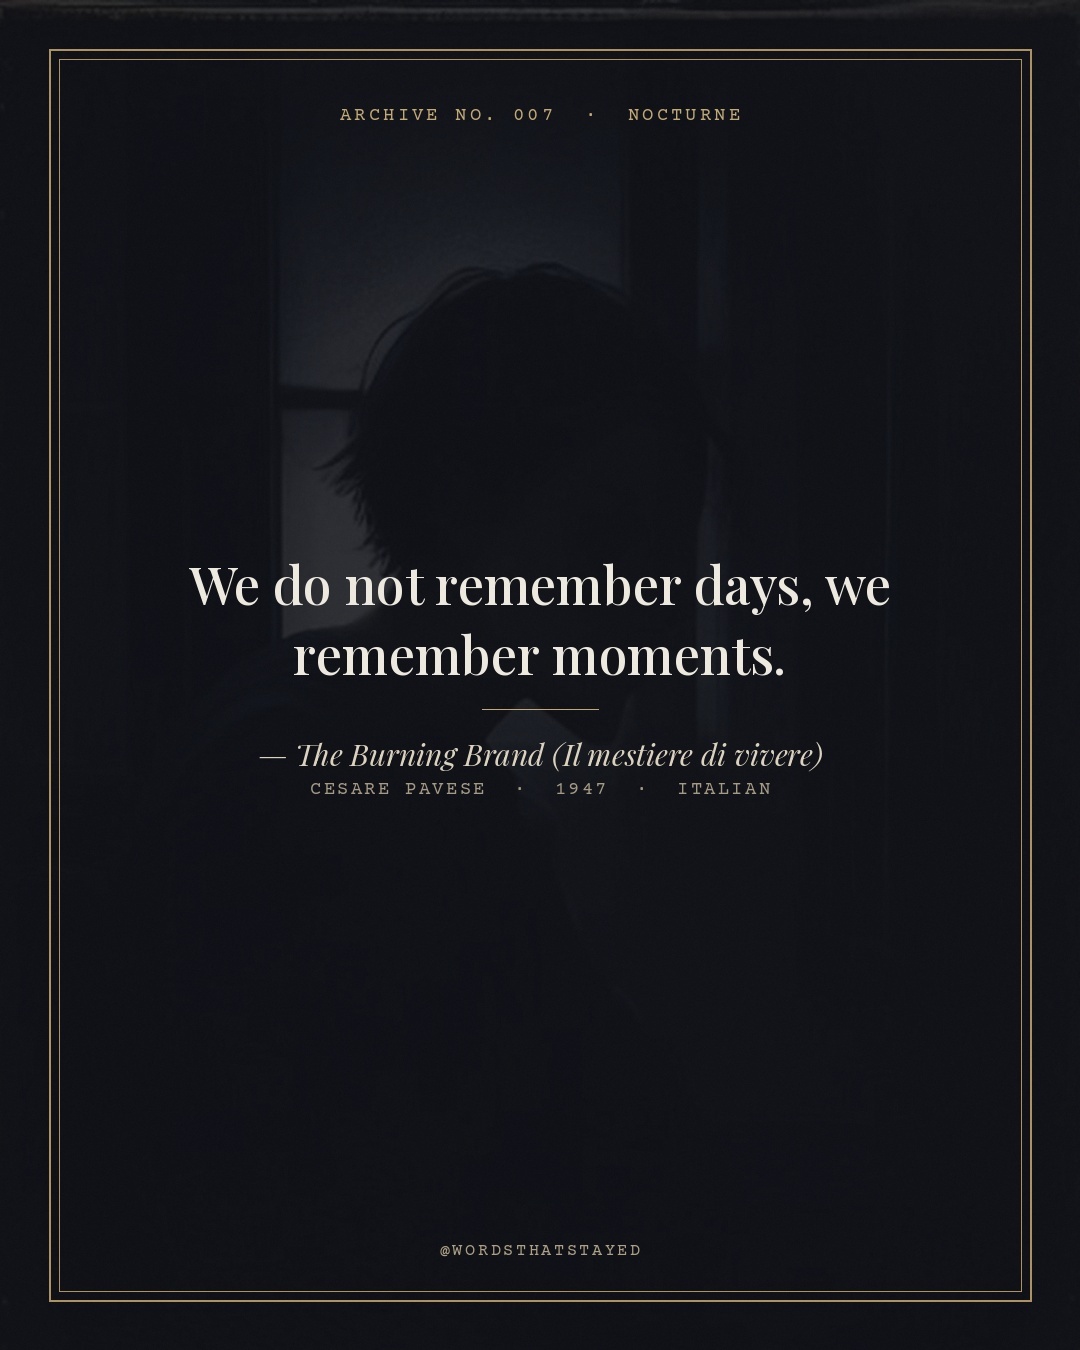 ARCHIVE NO. 007 · NOCTURNE
We do not remember days, we
remember moments.
— The Burning Brand (Il mestiere di vivere)
CESARE PAVESE · 1947 · ITALIAN
@WORDSTHATSTAYED